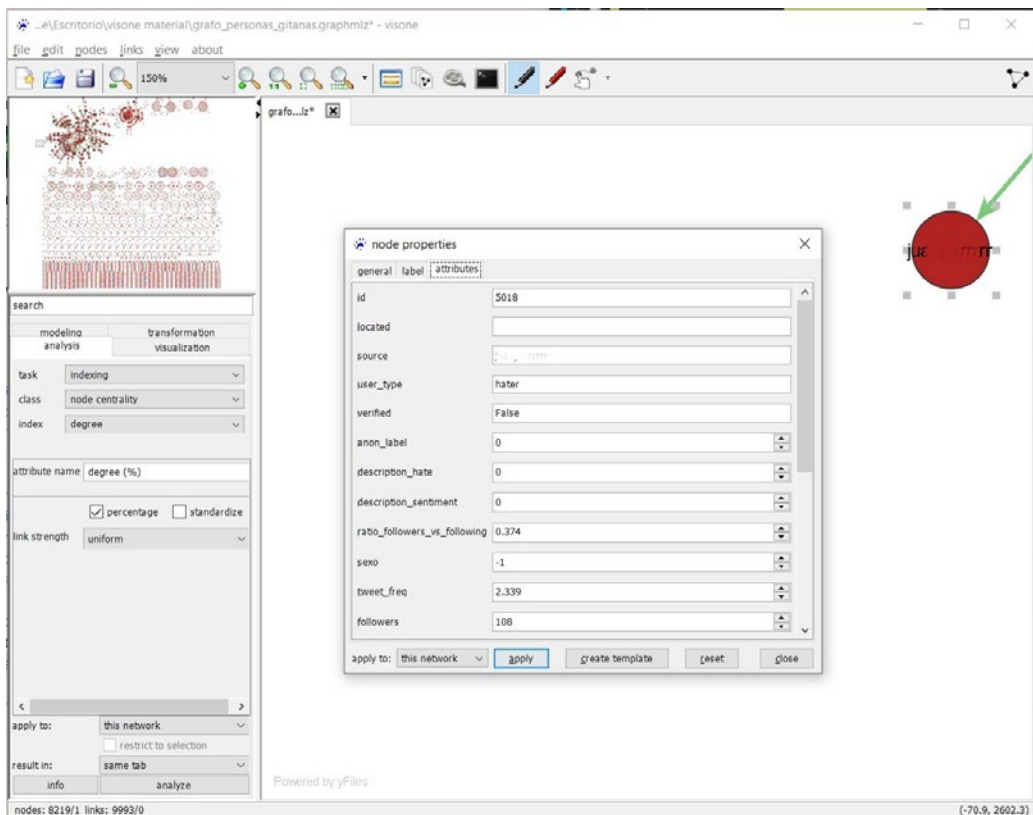 ...e\Escritorio\visone material\grafo_personas_gitanas.graphmlz* - visone
file edit nodes links view about
150%
grafo...lz*
search
modeling transformation
analysis visualization
task indexing
class node centrality
index degree
attribute name degree (%)
percentage standardize
link strength uniform
apply to: this network
restrict to selection
result in: same tab
info analyze
node properties
general label attributes
id 5018
located
source
user_type hater
verified False
anon_label 0
description_hate 0
description_sentiment 0
ratio_followers_vs_following 0.374
sexo -1
tweet_freq 2.339
followers 108
apply to: this network apply create template reset close
Powered by yFiles
nodes: 8219/1 links: 9993/0 (-70.9, 2602.3)